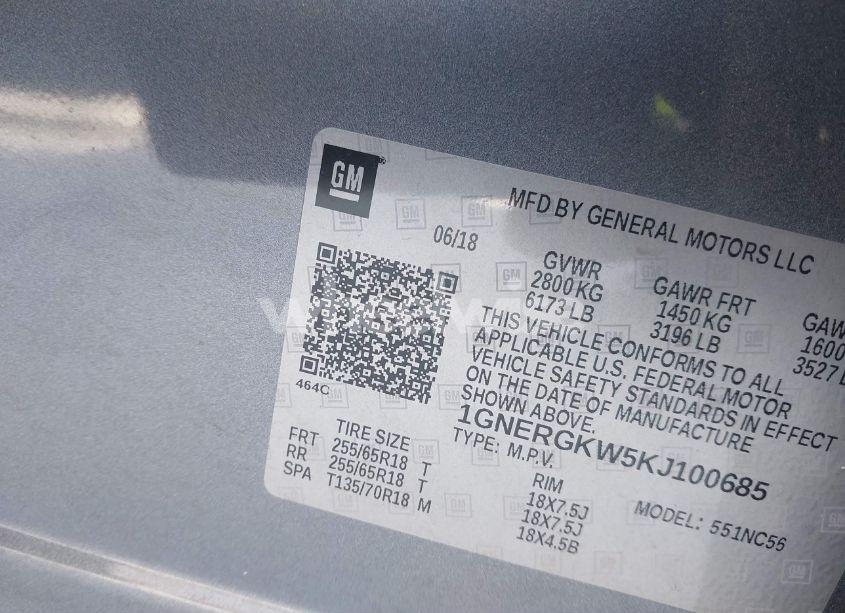 GM
MFD BY GENERAL MOTORS LLC
06/18
GVWR
2800 KG
6173 LB
GAWR FRT
1450 KG
3196 LB
1600
3527
THIS VEHICLE CONFORMS TO ALL
APPLICABLE U.S. FEDERAL MOTOR
VEHICLE SAFETY STANDARDS IN EFFECT
ON THE DATE OF MANUFACTURE
SHOWN ABOVE.
464C
1GNERGKW5KJ100685
TYPE: M.P.V.
MODEL: 551NC56
TIRE SIZE
RIM
FRT 255/65R18 T 18X7.5J
RR 255/65R18 T 18X7.5J
SPA T135/70R18 M 18X4.5B